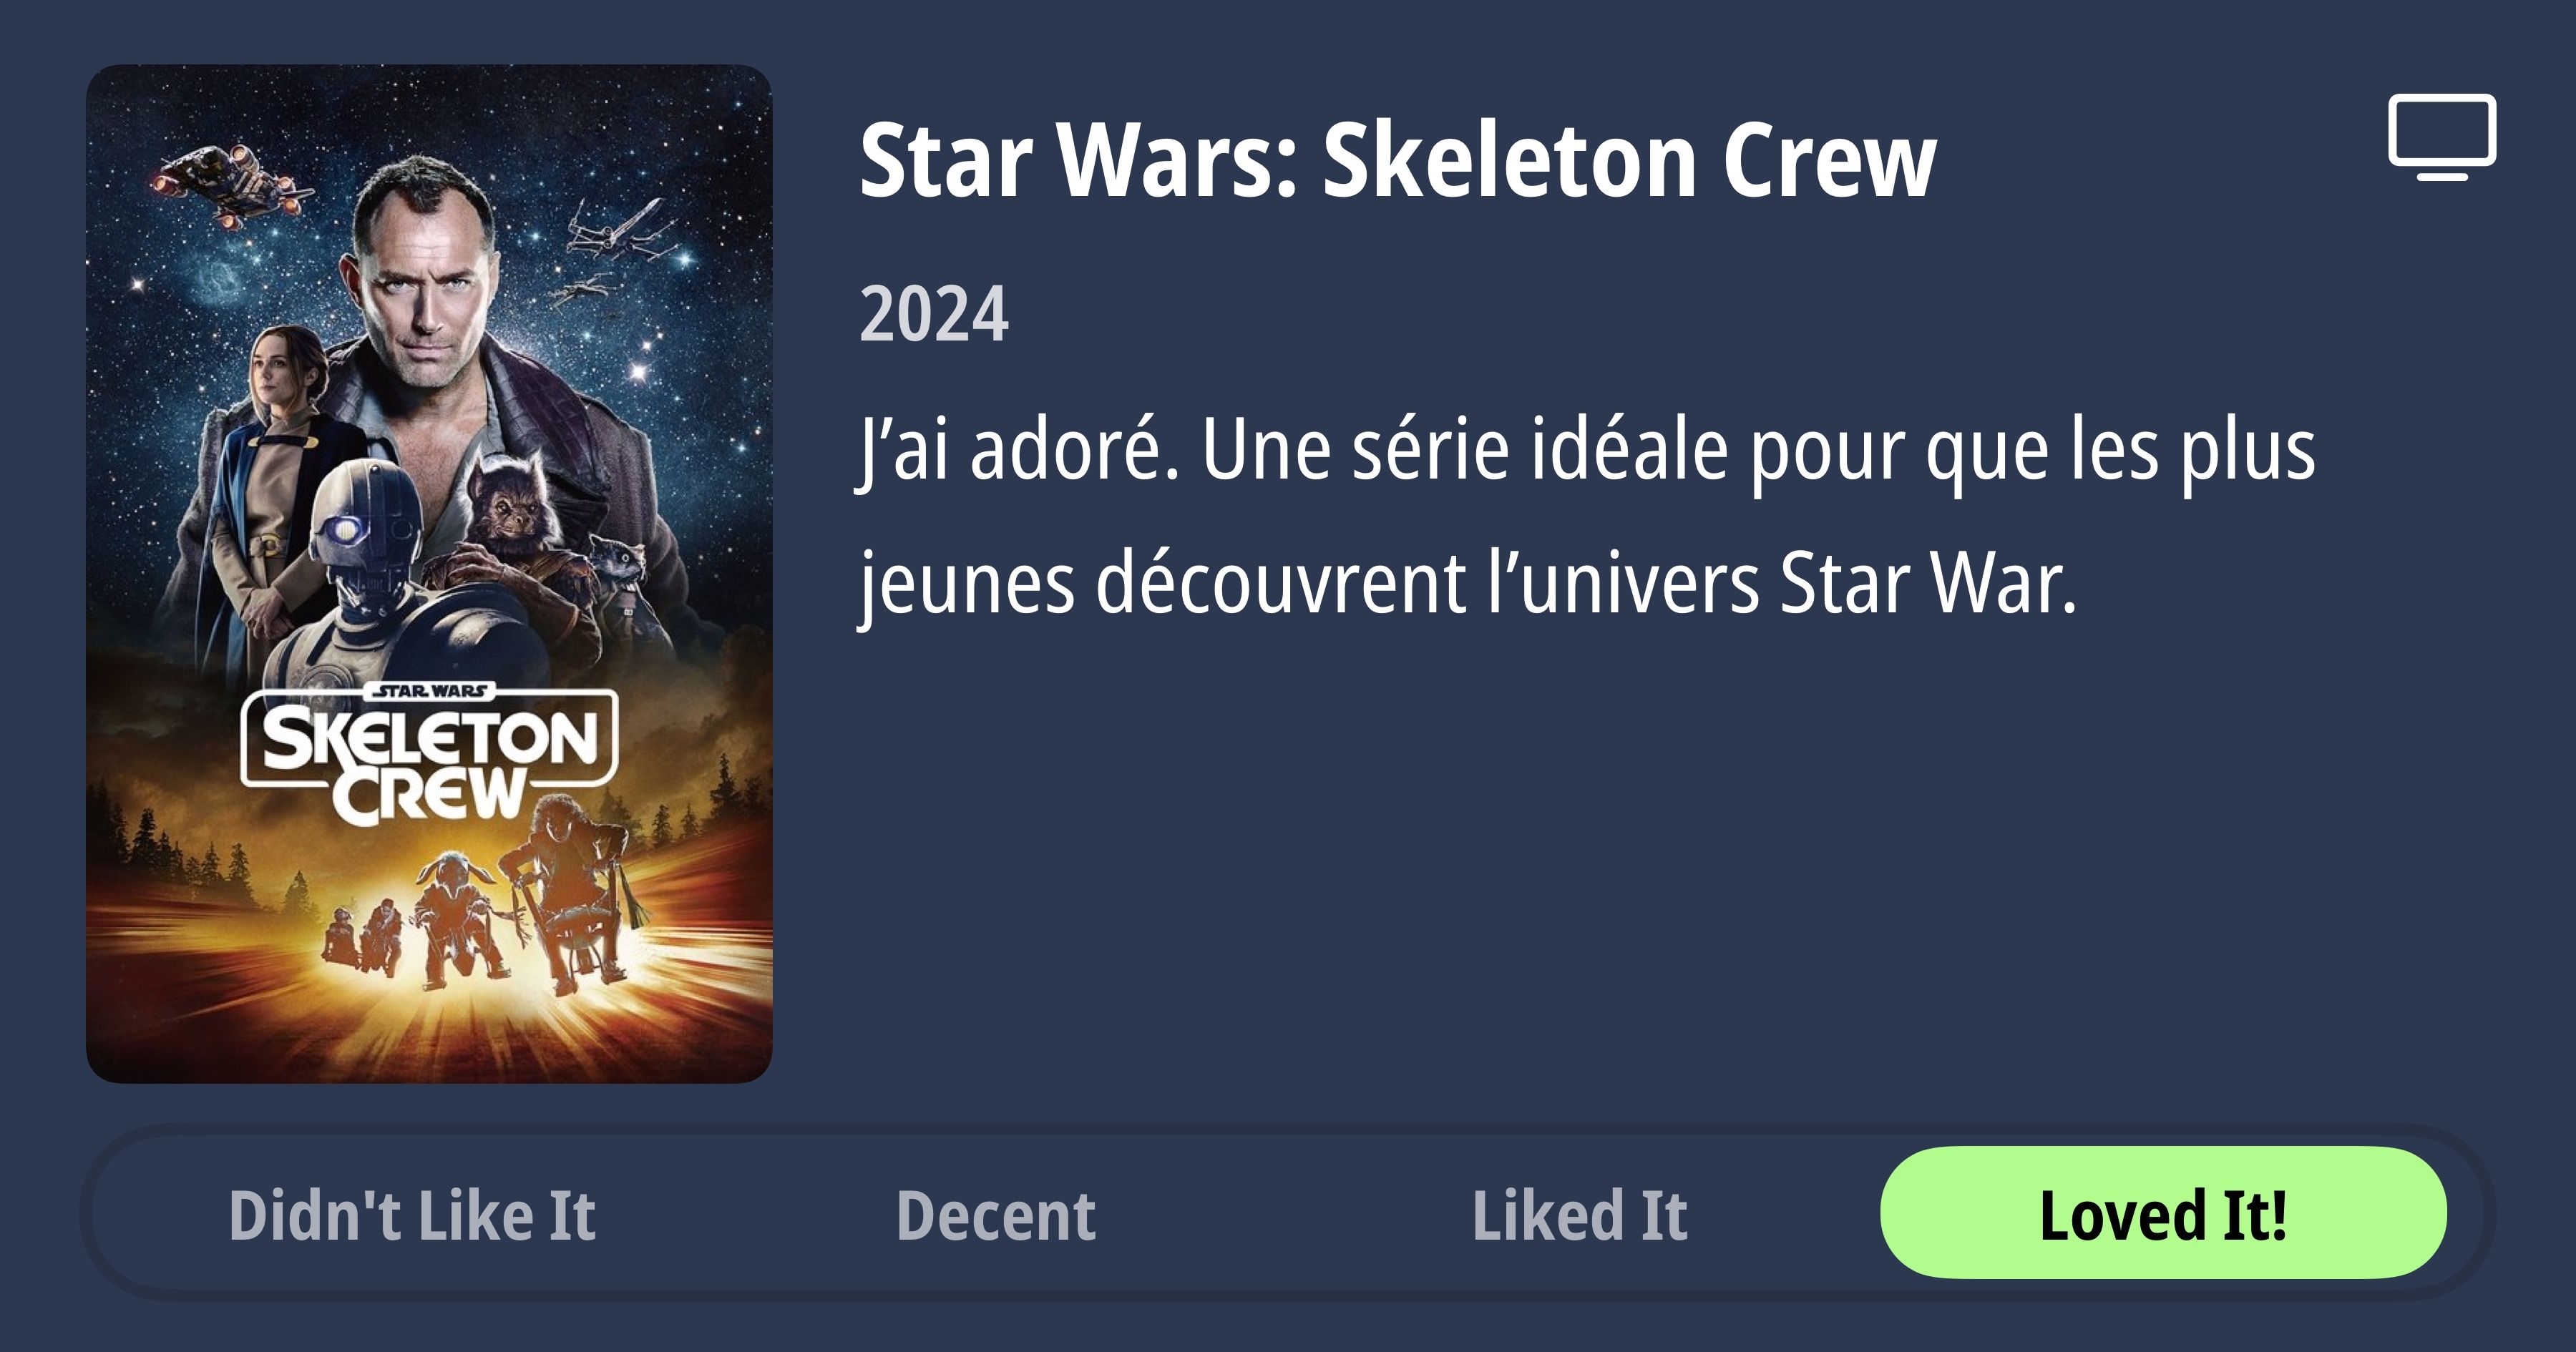 Star Wars: Skeleton Crew
2024
J’ai adoré. Une série idéale pour que les plus
jeunes découvrent l’univers Star War.
STAR WARS
SKELETON
CREW
Didn't Like It
Decent
Liked It
Loved It!